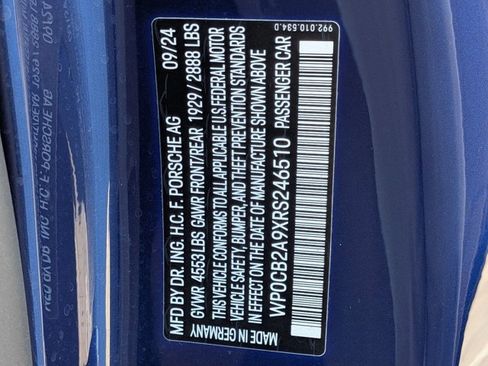 992.010.534.0
MFD BY DR. ING. H.C. F. PORSCHE AG 09/24
GVWR 4553 LBS GAWR FRONT/REAR 1929 / 2888 LBS
THIS VEHICLE CONFORMS TO ALL APPLICABLE U.S. FEDERAL MOTOR
VEHICLE SAFETY, BUMPER, AND THEFT PREVENTION STANDARDS
IN EFFECT ON THE DATE OF MANUFACTURE SHOWN ABOVE
WP0CB2A9XRS246510 PASSENGER CAR
MADE IN GERMANY